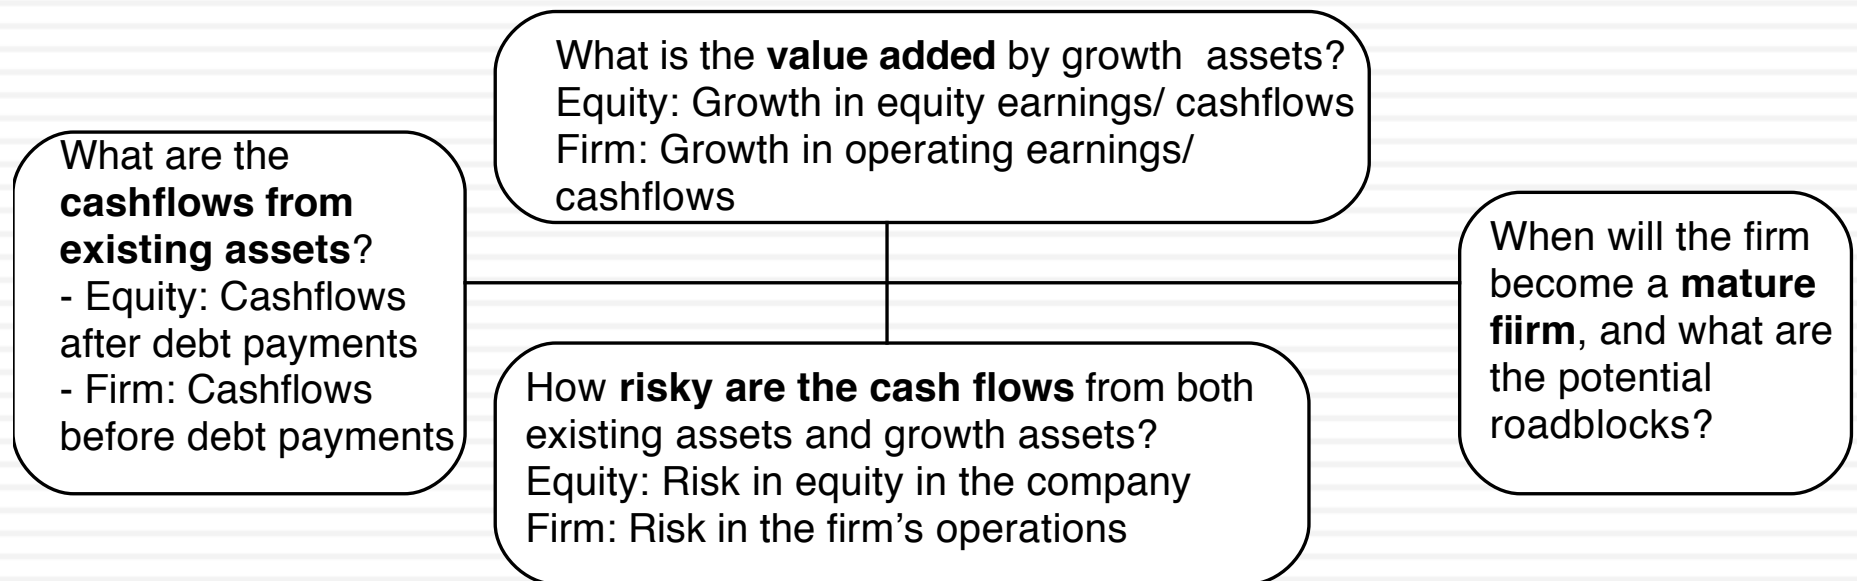 What is the value added by growth  assets?
Equity: Growth in equity earnings/ cashflows
Firm: Growth in operating earnings/
cashflows
What are the
cashflows from
existing assets?
- Equity: Cashflows
after debt payments
- Firm: Cashflows
before debt payments
When will the firm
become a mature
fiirm, and what are
the potential
roadblocks?
How risky are the cash flows from both
existing assets and growth assets?
Equity: Risk in equity in the company
Firm: Risk in the firm’s operations